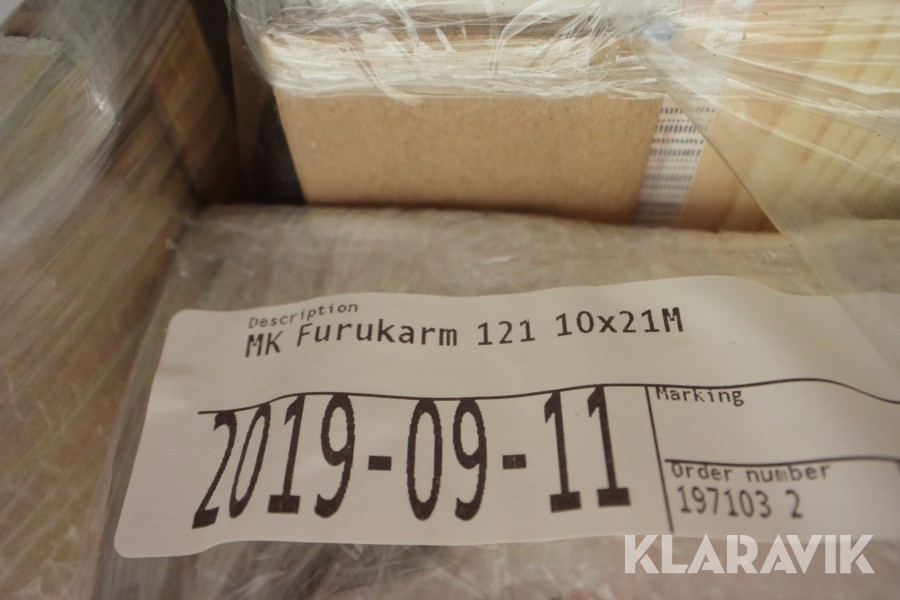 Description
MK Furukarm 121 10x21M
2019-09-11
Marking
Order number
197103 2
KLARAVIK